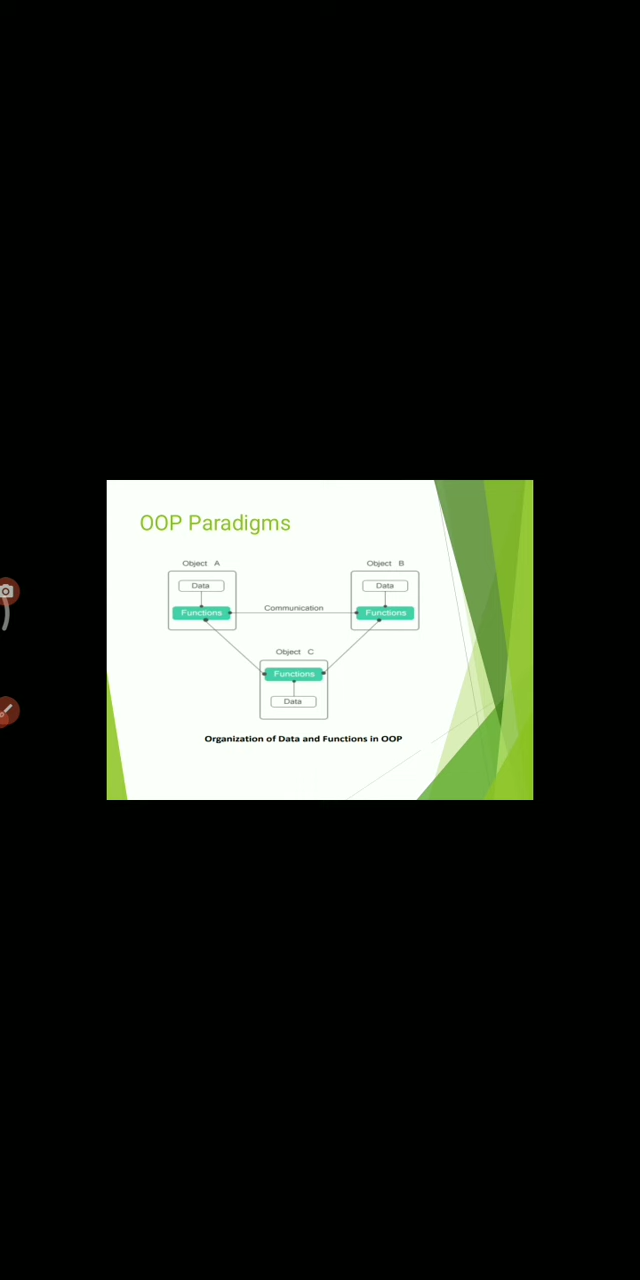 OOP Paradigms
Object A
Object B
Data
Data
Functions
Communication
Functions
Object C
Functions
Data
Organization of Data and Functions in OOP